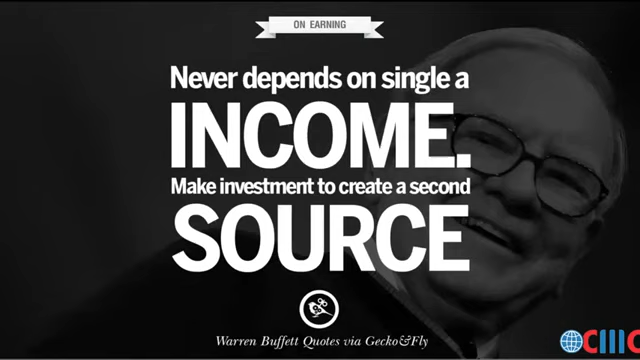 ON EARNING
Never depends on single a
INCOME.
Make investment to create a second
SOURCE
Warren Buffett Quotes via Gecko&Fly
CIIIC